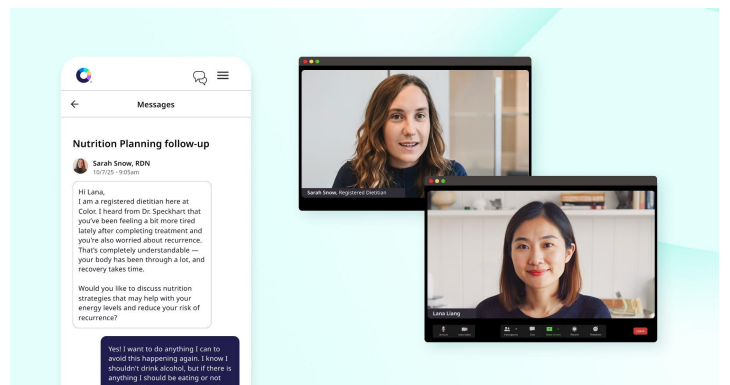 Messages
Nutrition Planning follow-up
Sarah Snow, RDN
10/7/25 - 9:05am
Hi Lana,
I am a registered dietitian here at
Color. I heard from Dr. Speckhart that
you've been feeling a bit more tired
lately after completing treatment and
you're also worried about recurrence.
That's completely understandable —
your body has been through a lot, and
recovery takes time.
Would you like to discuss nutrition
strategies that may help with your
energy levels and reduce your risk of
recurrence?
Yes! I want to do anything I can to
avoid this happening again. I know I
shouldn't drink alcohol, but if there is
anything I should be eating or not
Sarah Snow, Registered Dietitian
Lana Liang